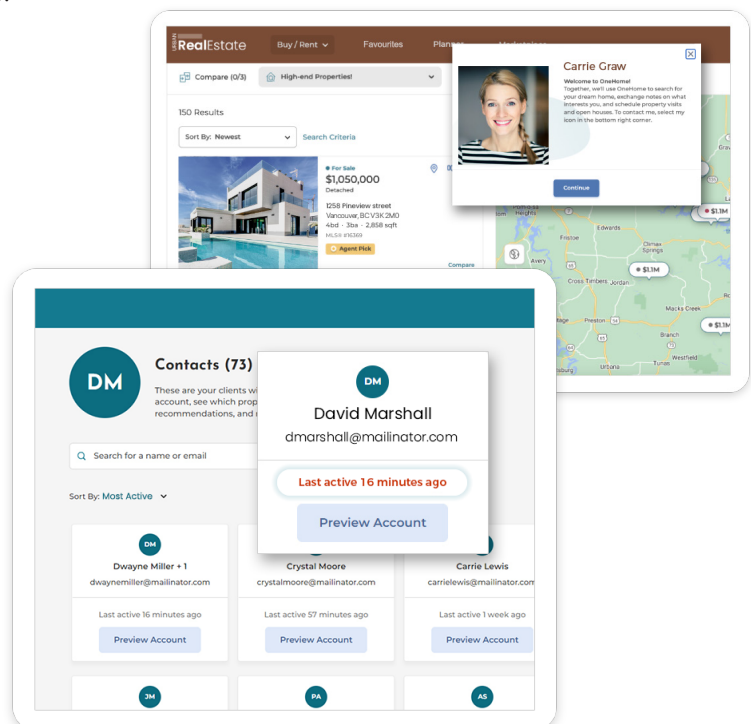 URBAN
RealEstate
Buy / Rent
Favourites
Compare (0/3)
High-end Properties!
150 Results
Sort By: Newest
Search Criteria
For Sale
$1,050,000
Detached
1258 Pineview street
Vancouver, BC V3K 2M0
4bd - 3ba - 2,858 sqft
MLS® #16369
Agent Pick
Compare
Carrie Graw
Welcome to OneHome!
Together, we'll use OneHome to search for
your dream home, exchange notes on what
interests you, and schedule property visits
and open houses. To contact me, select my
icon in the bottom right corner.
Continue
$1.1M
Heights
Edwards
Fristoe
Climax
Springs
Avery
$1.1M
Cross Timbers
Jordan
Macks Creek
Preston
Branch
$1.1M
Urbana
Tunas
Westfield
DM
Contacts (73)
These are your clients
account, see which
recommendations, and
Search for a name or email
Sort By: Most Active
DM
David Marshall
dmarshall@mailinator.com
Last active 16 minutes ago
Preview Account
DM
Dwayne Miller + 1
dwaynemiller@mailinator.com
Last active 16 minutes ago
Preview Account
Crystal Moore
crystalmoore@mailinator.com
Last active 57 minutes ago
Preview Account
Carrie Lewis
carrielewis@mailinator.com
Last active 1 week ago
Preview Account
JM
PA
AS